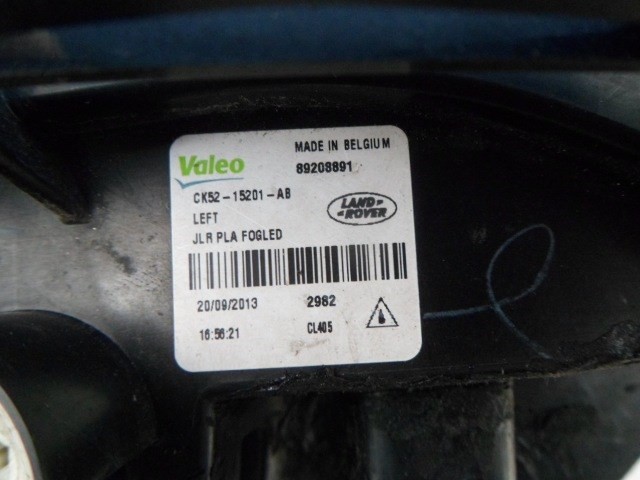 Valeo
MADE IN BELGIUM
89208891
CK52-15201-AB
LEFT
LAND-
-ROVER
JLR PLA FOGLED
20/09/2013 2982
16:56:21 CL405